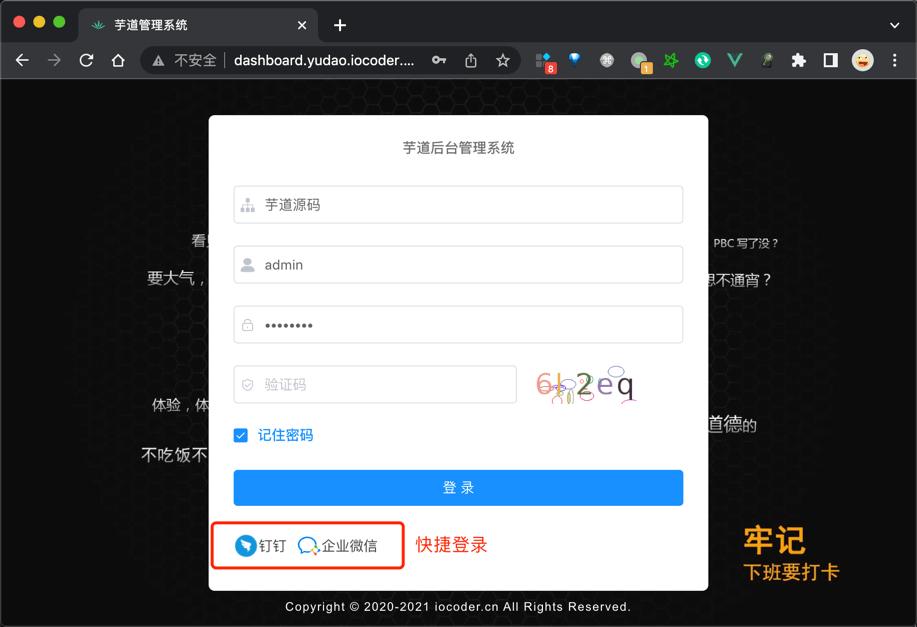 芋道管理系统
不安全 dashboard.yudao.iocoder....
8
1
芋道后台管理系统
芋道源码
admin
••••••••
验证码
PBC 写了没？
要大气，
不通宵？
体验，体
道德的
不吃饭不
记住密码
登 录
钉钉 企业微信
快捷登录
牢记
下班要打卡
Copyright © 2020-2021 iocoder.cn All Rights Reserved.